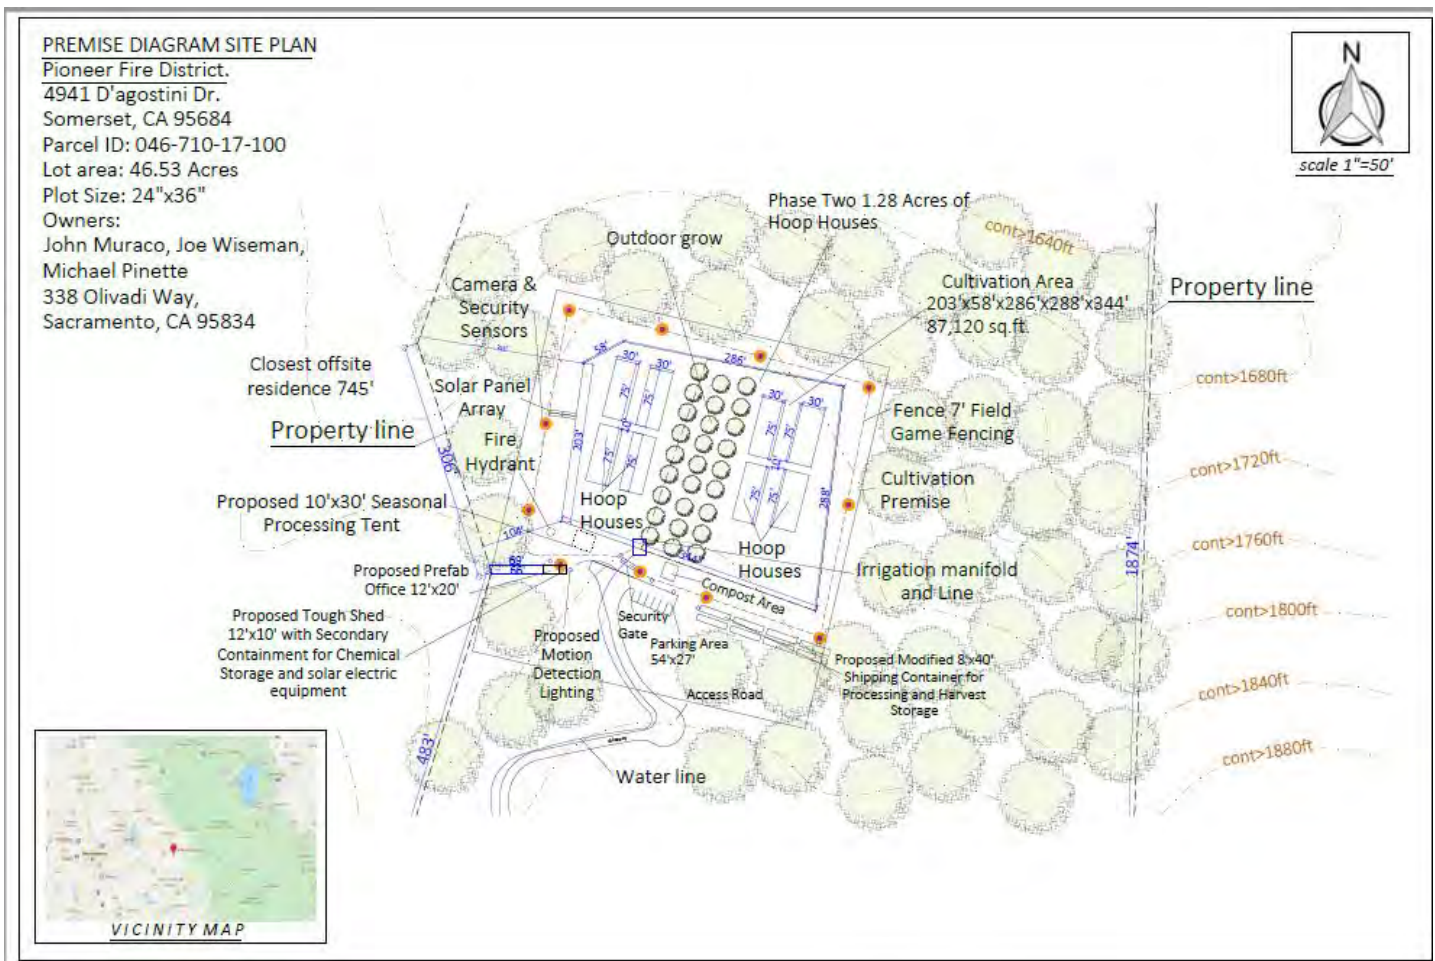 PREMISE DIAGRAM SITE PLAN
Pioneer Fire District.
4941 D'agostini Dr.
Somerset, CA 95684
Parcel ID: 046-710-17-100
Lot area: 46.53 Acres
Plot Size: 24"x36"
Owners:
John Muraco, Joe Wiseman,
Michael Pinette
338 Olivadi Way,
Sacramento, CA 95834
N
scale 1"=50'
Phase Two 1.28 Acres of
Hoop Houses
Outdoor grow
cont>1640ft
Camera &
Security
Sensors
Cultivation Area
203'x58'x286'x288'x344'
87,120 sq.ft.
Property line
Closest offsite
residence 745'
58'
286'
30'
30'
30'
30'
75'
75'
75'
75'
10'
10'
75'
75'
75'
75'
203'
288'
Solar Panel
Array
cont>1680ft
Property line
Fence 7' Field
Game Fencing
Fire
Hydrant
306'
cont>1720ft
Cultivation
Premise
Proposed 10'x30' Seasonal
Processing Tent
Hoop
Houses
104'
cont>1760ft
Hoop
Houses
1874'
Proposed Prefab
Office 12'x20'
Irrigation manifold
and Line
Compost Area
cont>1800ft
Proposed Tough Shed
12'x10' with Secondary
Containment for Chemical
Storage and solar electric
equipment
Security
Gate
Proposed
Motion
Detection
Lighting
Parking Area
54'x27'
Proposed Modified 8'x40'
Shipping Container for
Processing and Harvest
Storage
Access Road
cont>1840ft
483'
cont>1880ft
Water line
VICINITY MAP